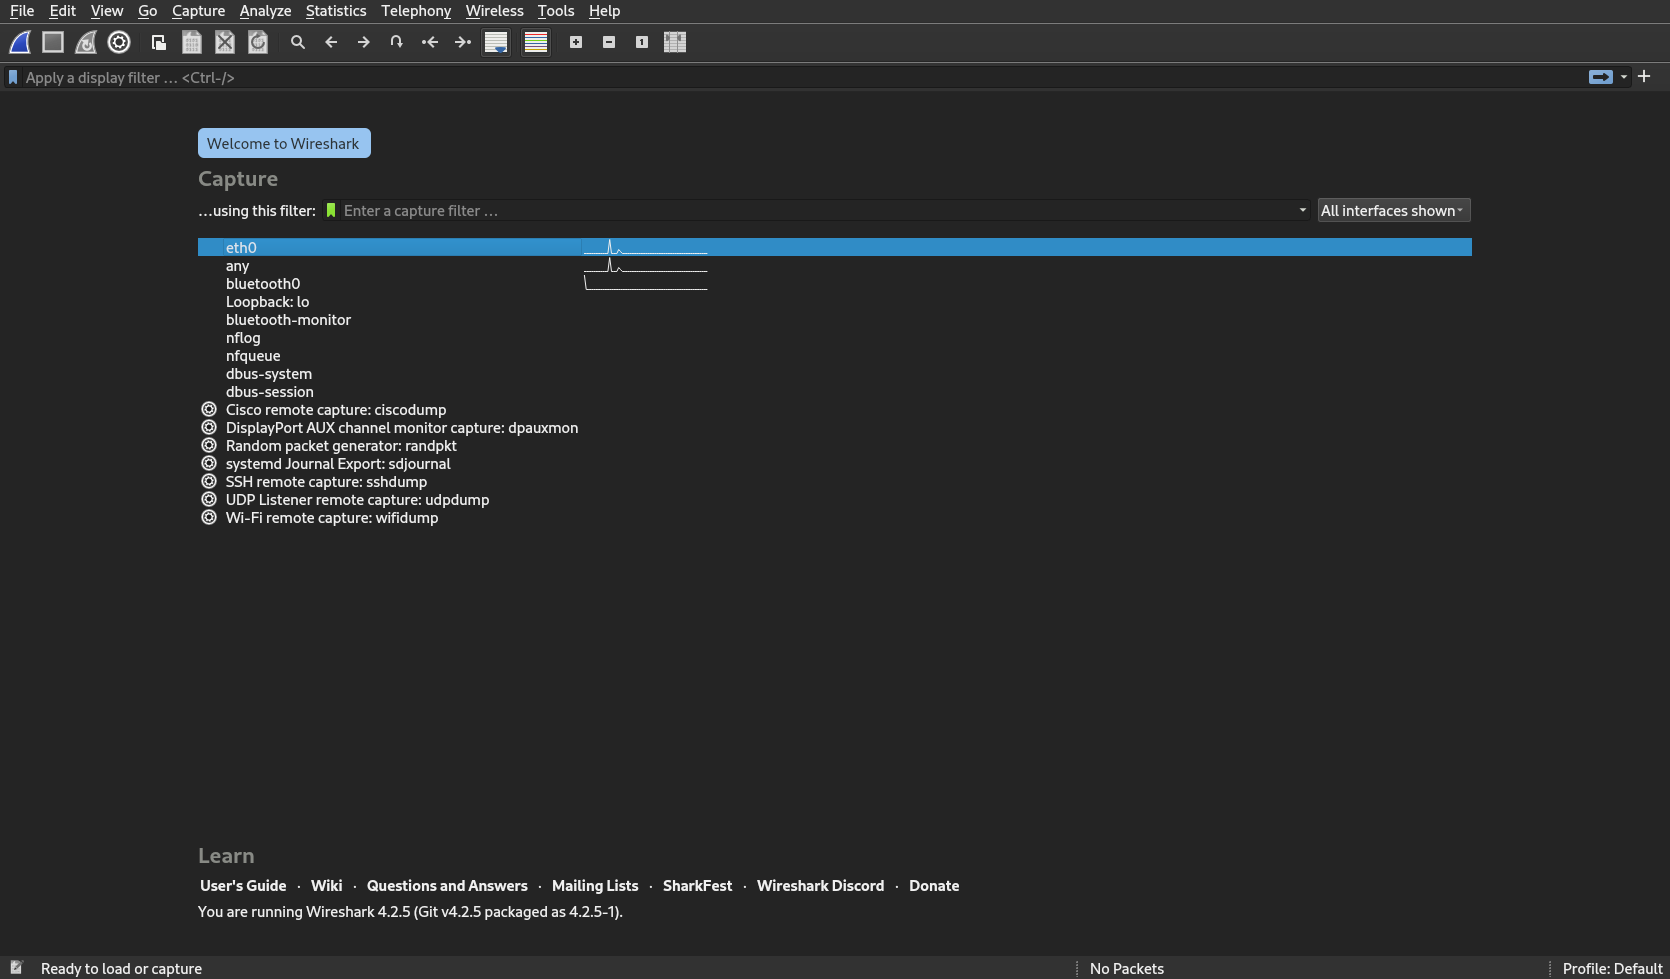 File Edit View Go Capture Analyze Statistics Telephony Wireless Tools Help
1
Apply a display filter … <Ctrl-/>
Welcome to Wireshark
Capture
…using this filter: Enter a capture filter … All interfaces shown
eth0
any
bluetooth0
Loopback: lo
bluetooth-monitor
nflog
nfqueue
dbus-system
dbus-session
Cisco remote capture: ciscodump
DisplayPort AUX channel monitor capture: dpauxmon
Random packet generator: randpkt
systemd Journal Export: sdjournal
SSH remote capture: sshdump
UDP Listener remote capture: udpdump
Wi-Fi remote capture: wifidump
Learn
User's Guide · Wiki · Questions and Answers · Mailing Lists · SharkFest · Wireshark Discord · Donate
You are running Wireshark 4.2.5 (Git v4.2.5 packaged as 4.2.5-1).
Ready to load or capture No Packets Profile: Default